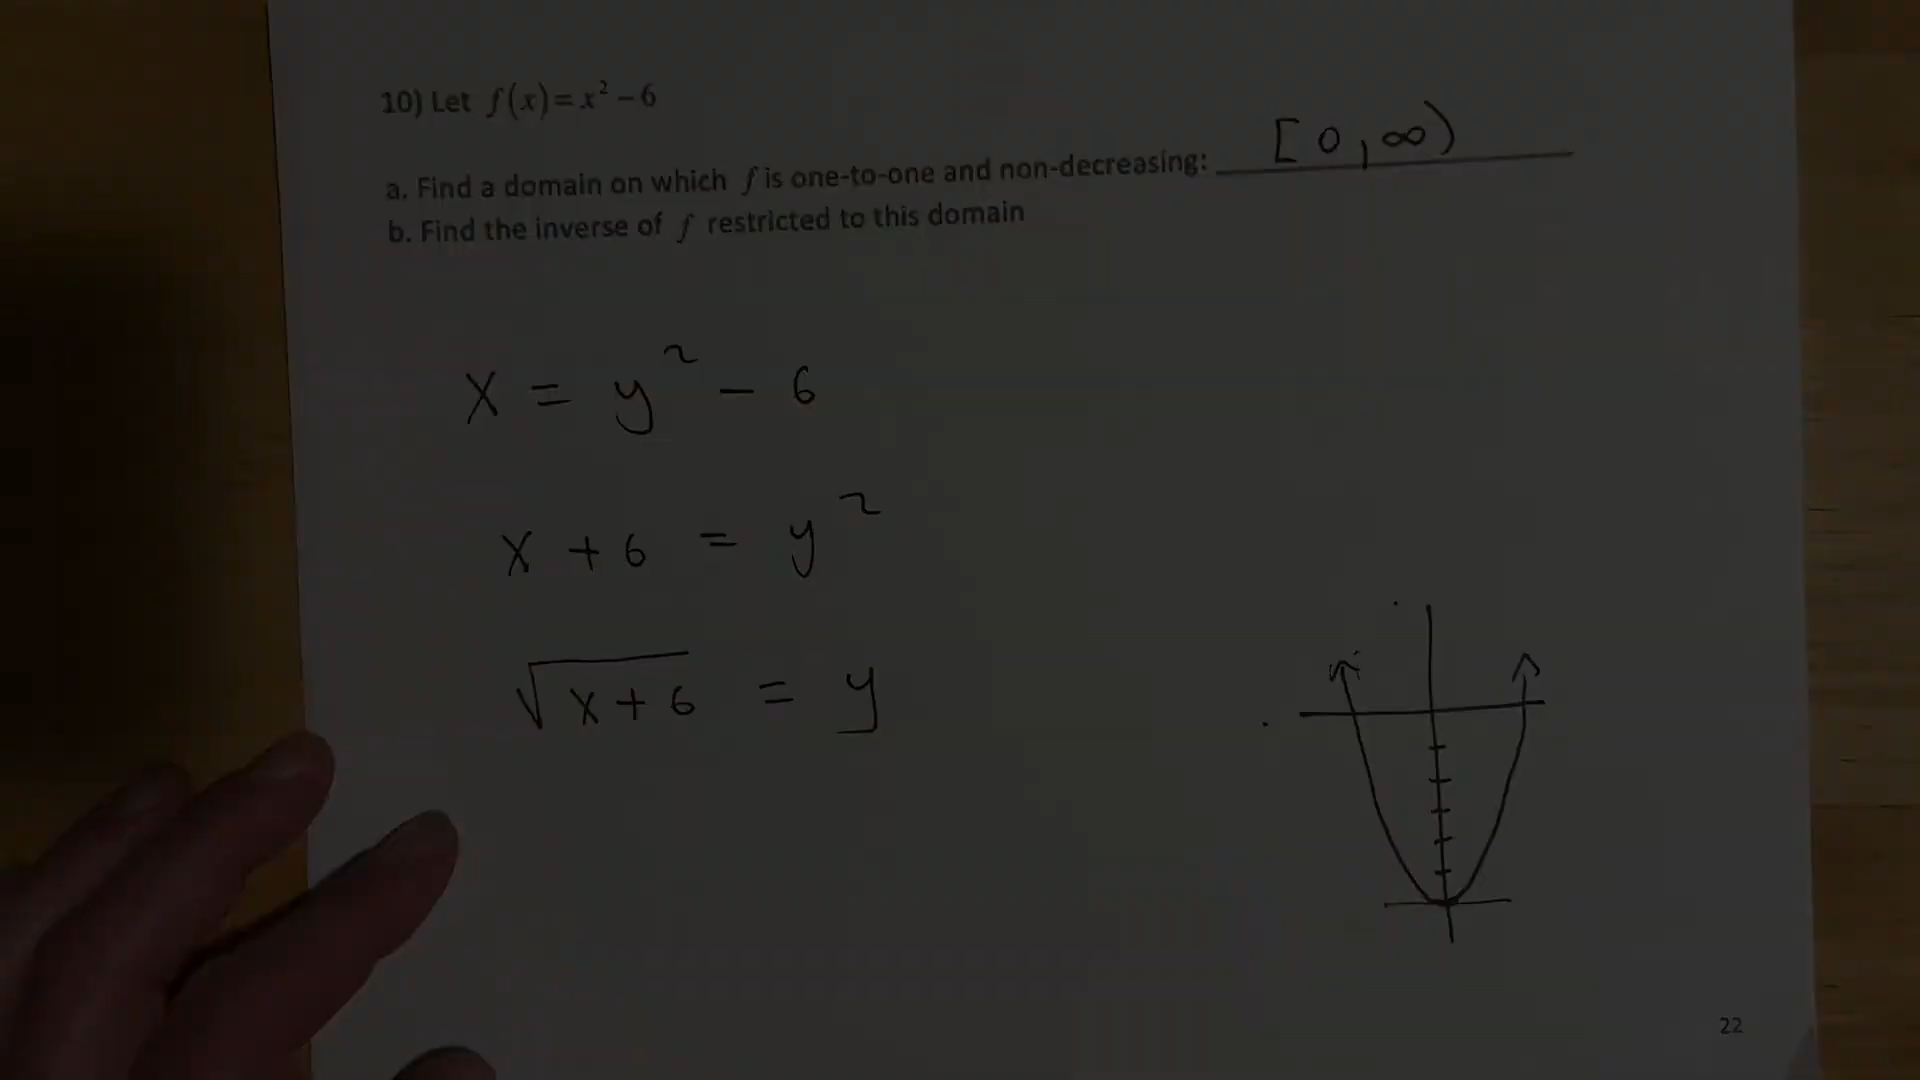 10) Let f(x)=x²-6
a. Find a domain on which f is one-to-one and non-decreasing: [0,∞)
b. Find the inverse of f restricted to this domain
x = y² - 6
x + 6 = y²
√x+6 = y
22